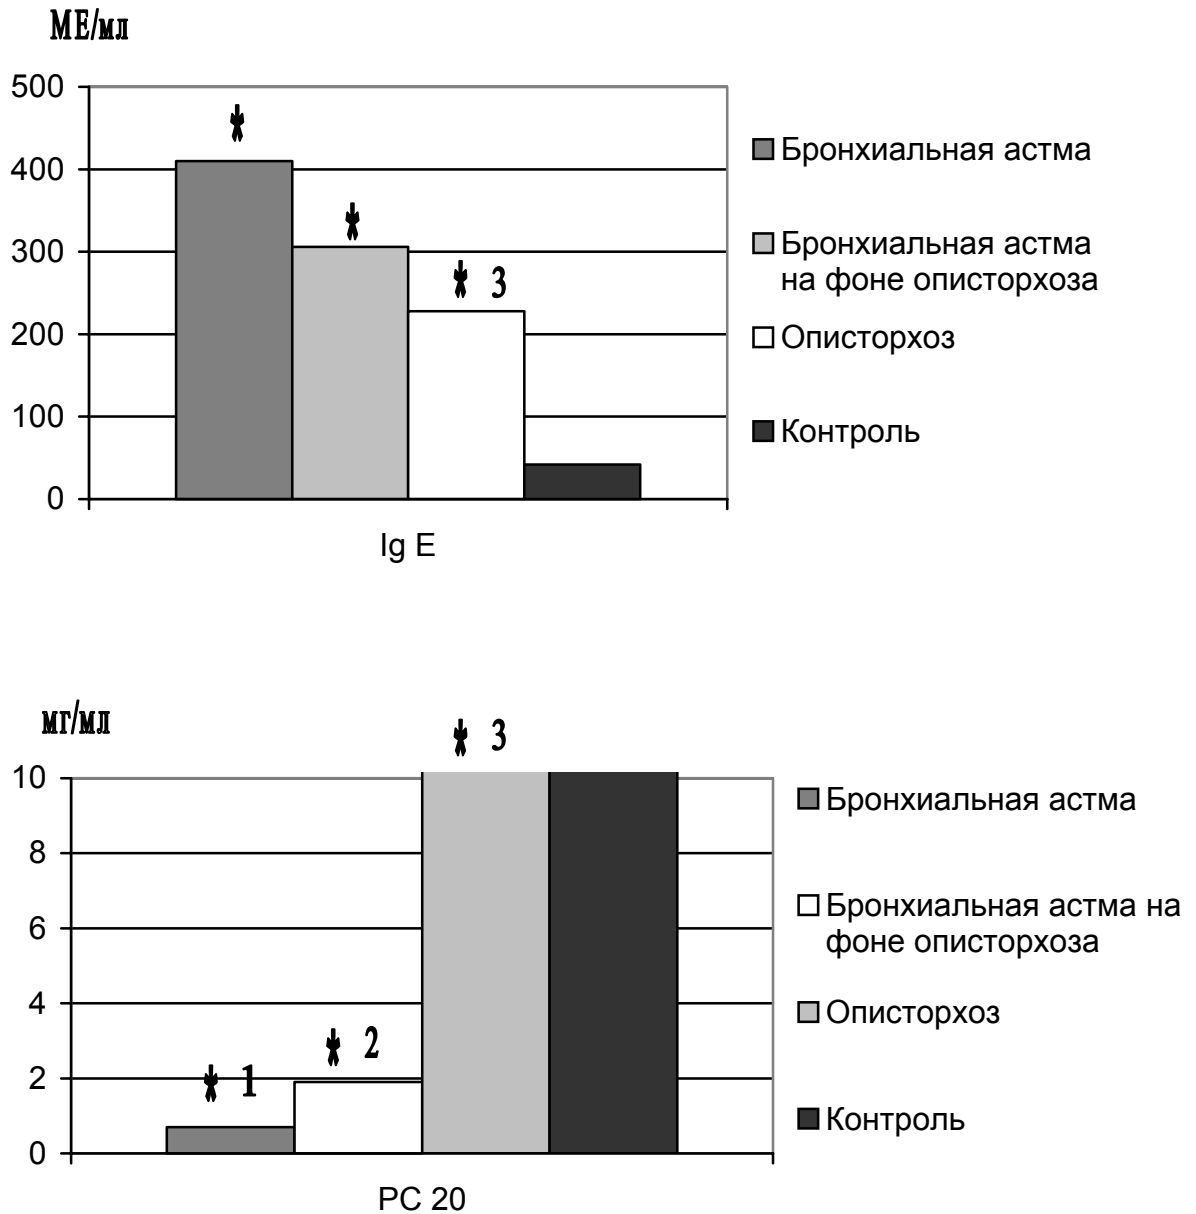 МЕ/мл
500
400
300
200
100
0
*
*
* 3
Ig E
Бронхиальная астма
Бронхиальная астма
на фоне описторхоза
Описторхоз
Контроль
мг/мл
10
8
6
4
2
0
* 1
* 2
* 3
PC 20
Бронхиальная астма
Бронхиальная астма на
фоне описторхоза
Описторхоз
Контроль